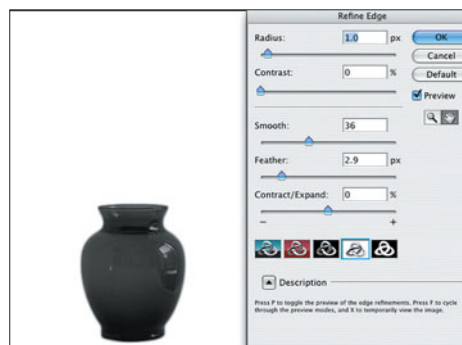 Refine Edge
Radius: 1.0 px
OK
Cancel
Contrast: 0 %
Default
Preview
Smooth: 36
Feather: 2.9 px
Contract/Expand: 0 %
− +
Description
Press P to toggle the preview of the edge refinements. Press F to cycle
through the preview modes, and X to temporarily view the image.